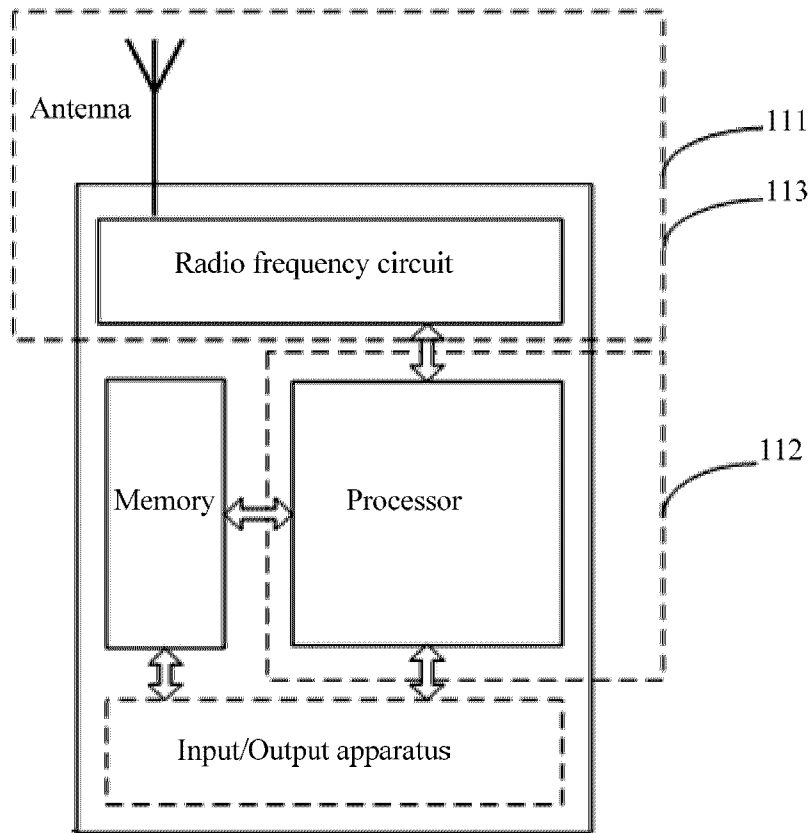 Antenna
111
113
Radio frequency circuit
112
Memory
Processor
Input/Output apparatus